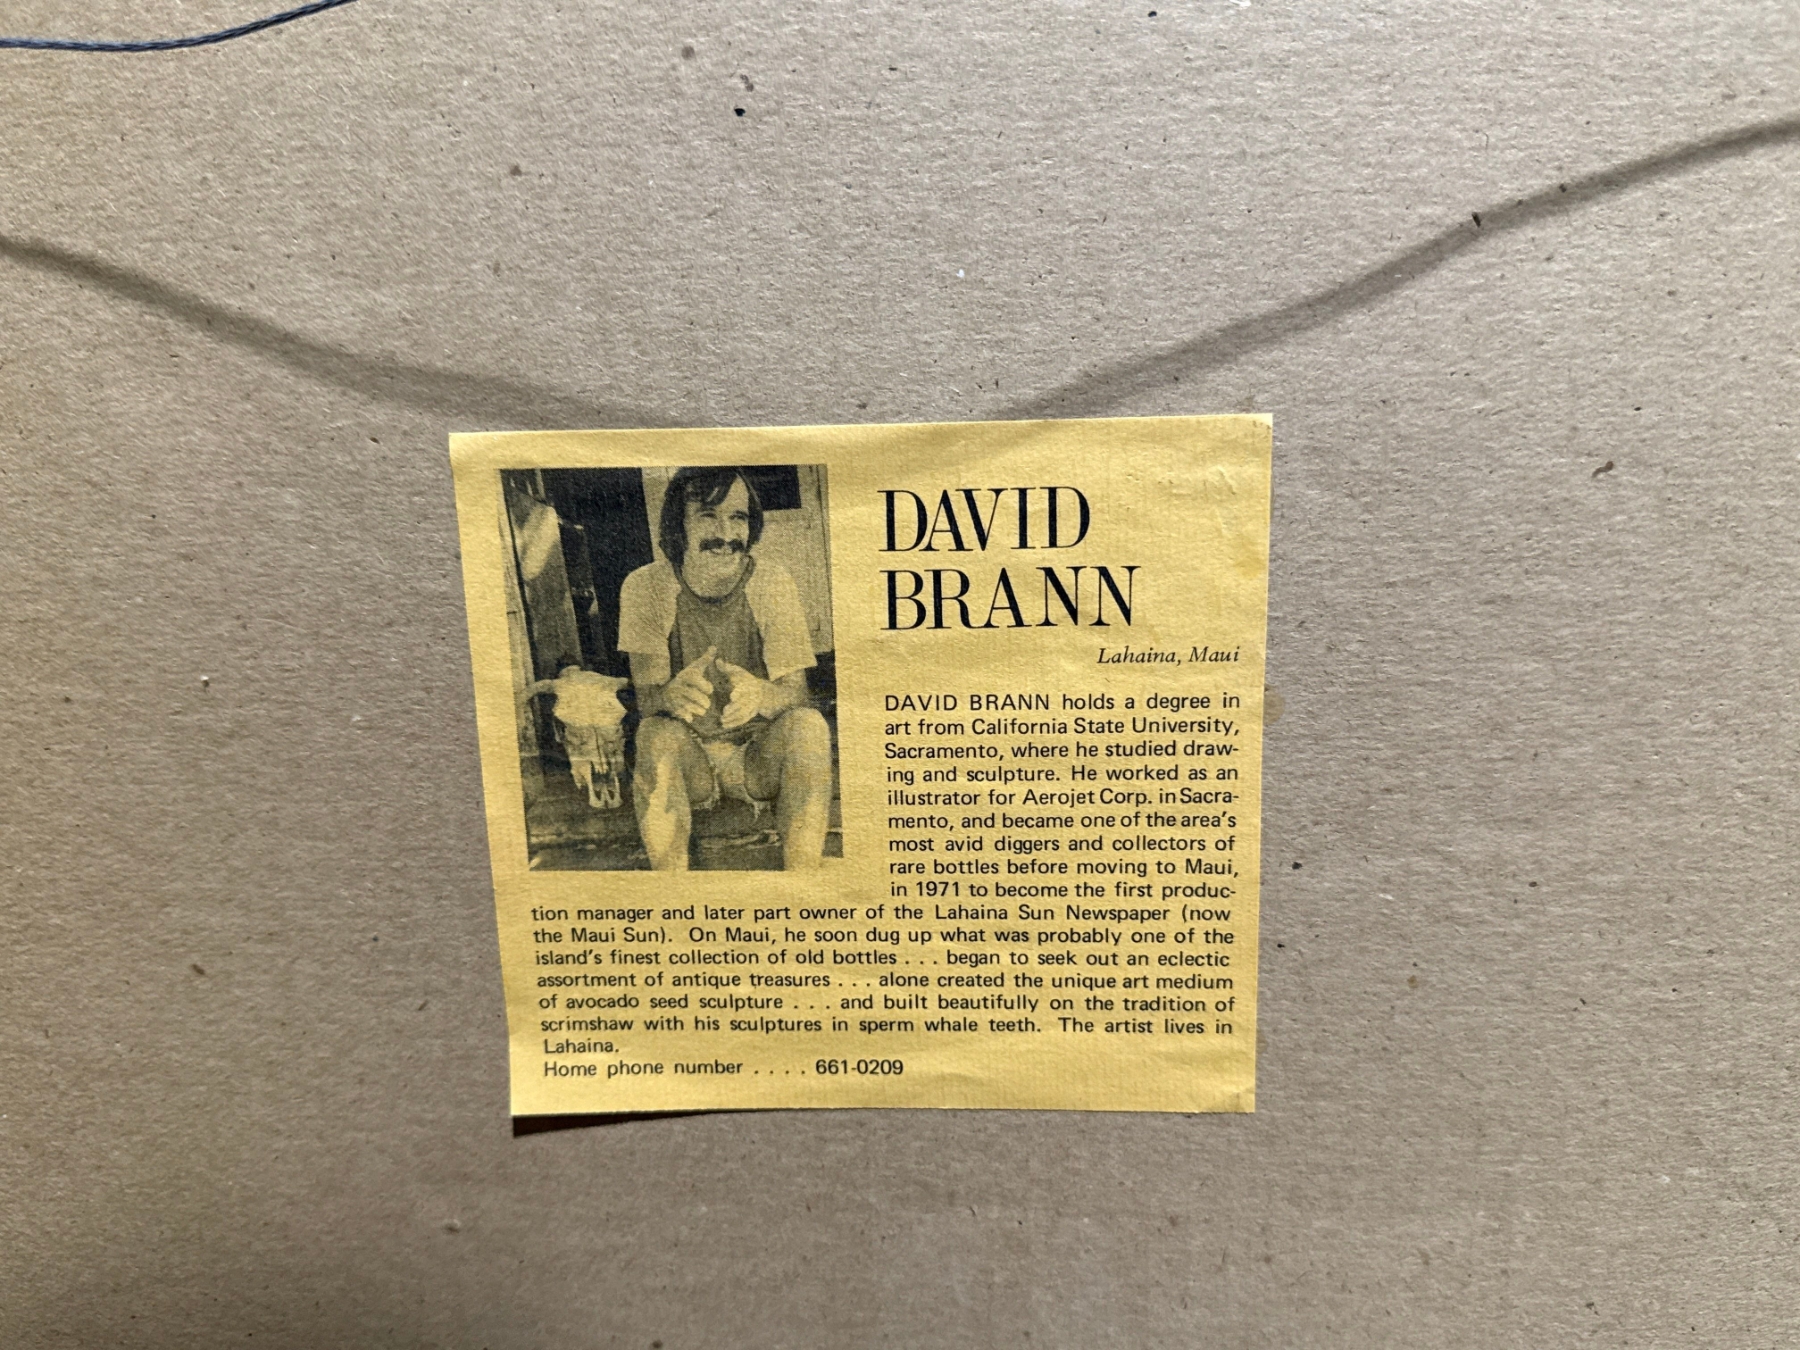 DAVID
BRANN
Lahaina, Maui
DAVID BRANN holds a degree in
art from California State University,
Sacramento, where he studied draw-
ing and sculpture. He worked as an
illustrator for Aerojet Corp. in Sacra-
mento, and became one of the area's
most avid diggers and collectors of
rare bottles before moving to Maui,
in 1971 to become the first produc-
tion manager and later part owner of the Lahaina Sun Newspaper (now
the Maui Sun). On Maui, he soon dug up what was probably one of the
island's finest collection of old bottles . . . began to seek out an eclectic
assortment of antique treasures . . . alone created the unique art medium
of avocado seed sculpture . . . and built beautifully on the tradition of
scrimshaw with his sculptures in sperm whale teeth. The artist lives in
Lahaina.
Home phone number . . . . 661-0209